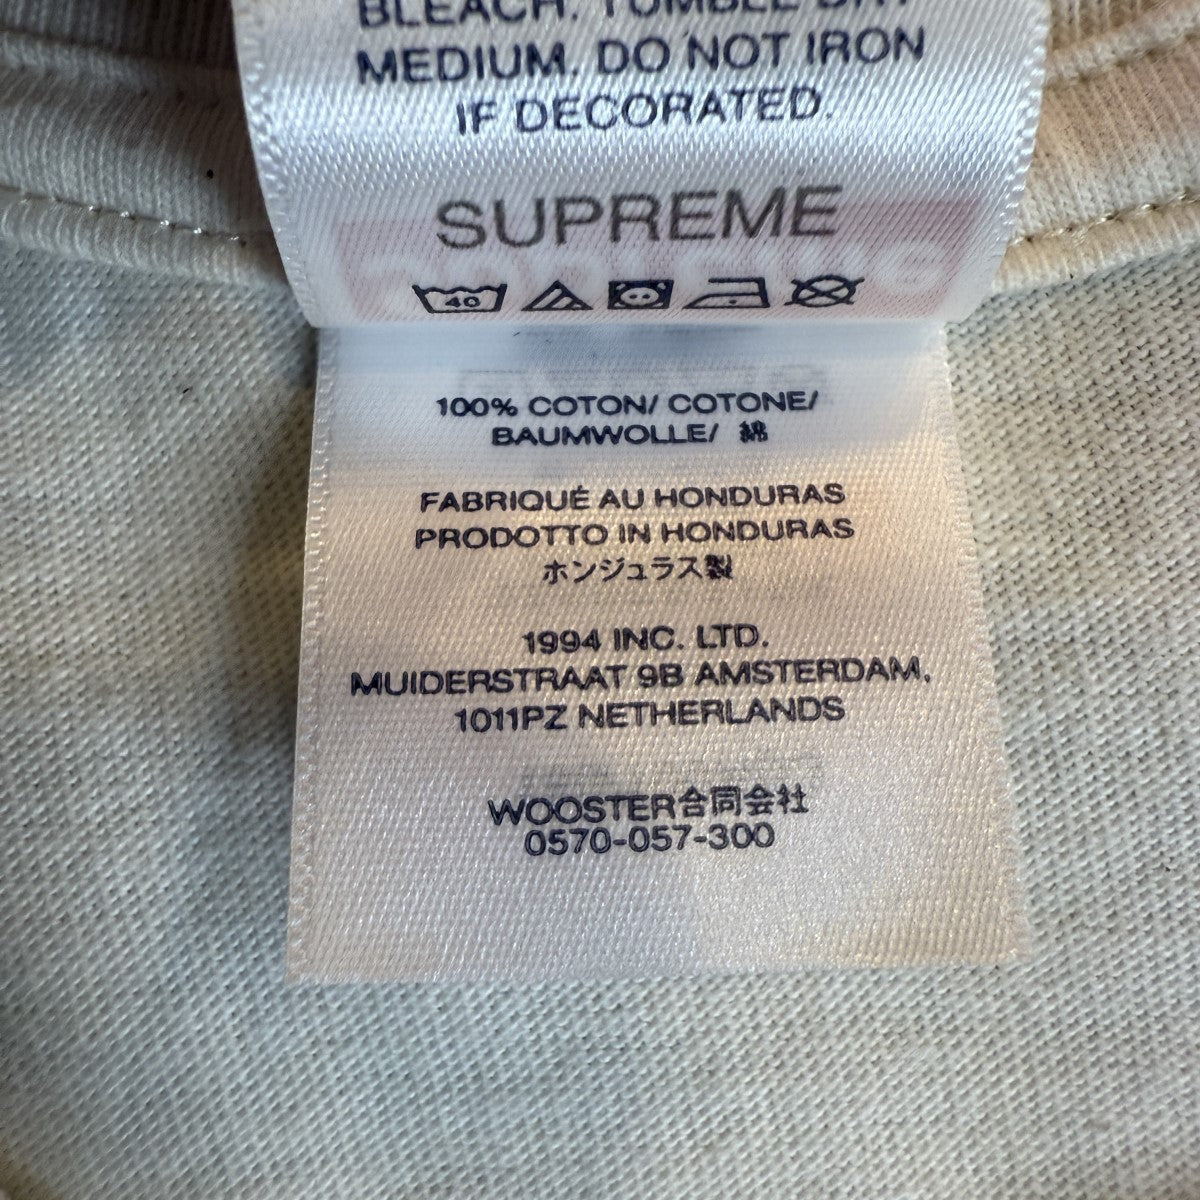 BLEACH. TUMBLE DRY
MEDIUM. DO NOT IRON
IF DECORATED.
SUPREME
40
100% COTON/ COTONE/
BAUMWOLLE/ 綿
FABRIQUÉ AU HONDURAS
PRODOTTO IN HONDURAS
ホンジュラス製
1994 INC. LTD.
MUIDERSTRAAT 9B AMSTERDAM,
1011PZ NETHERLANDS
WOOSTER合同会社
0570-057-300